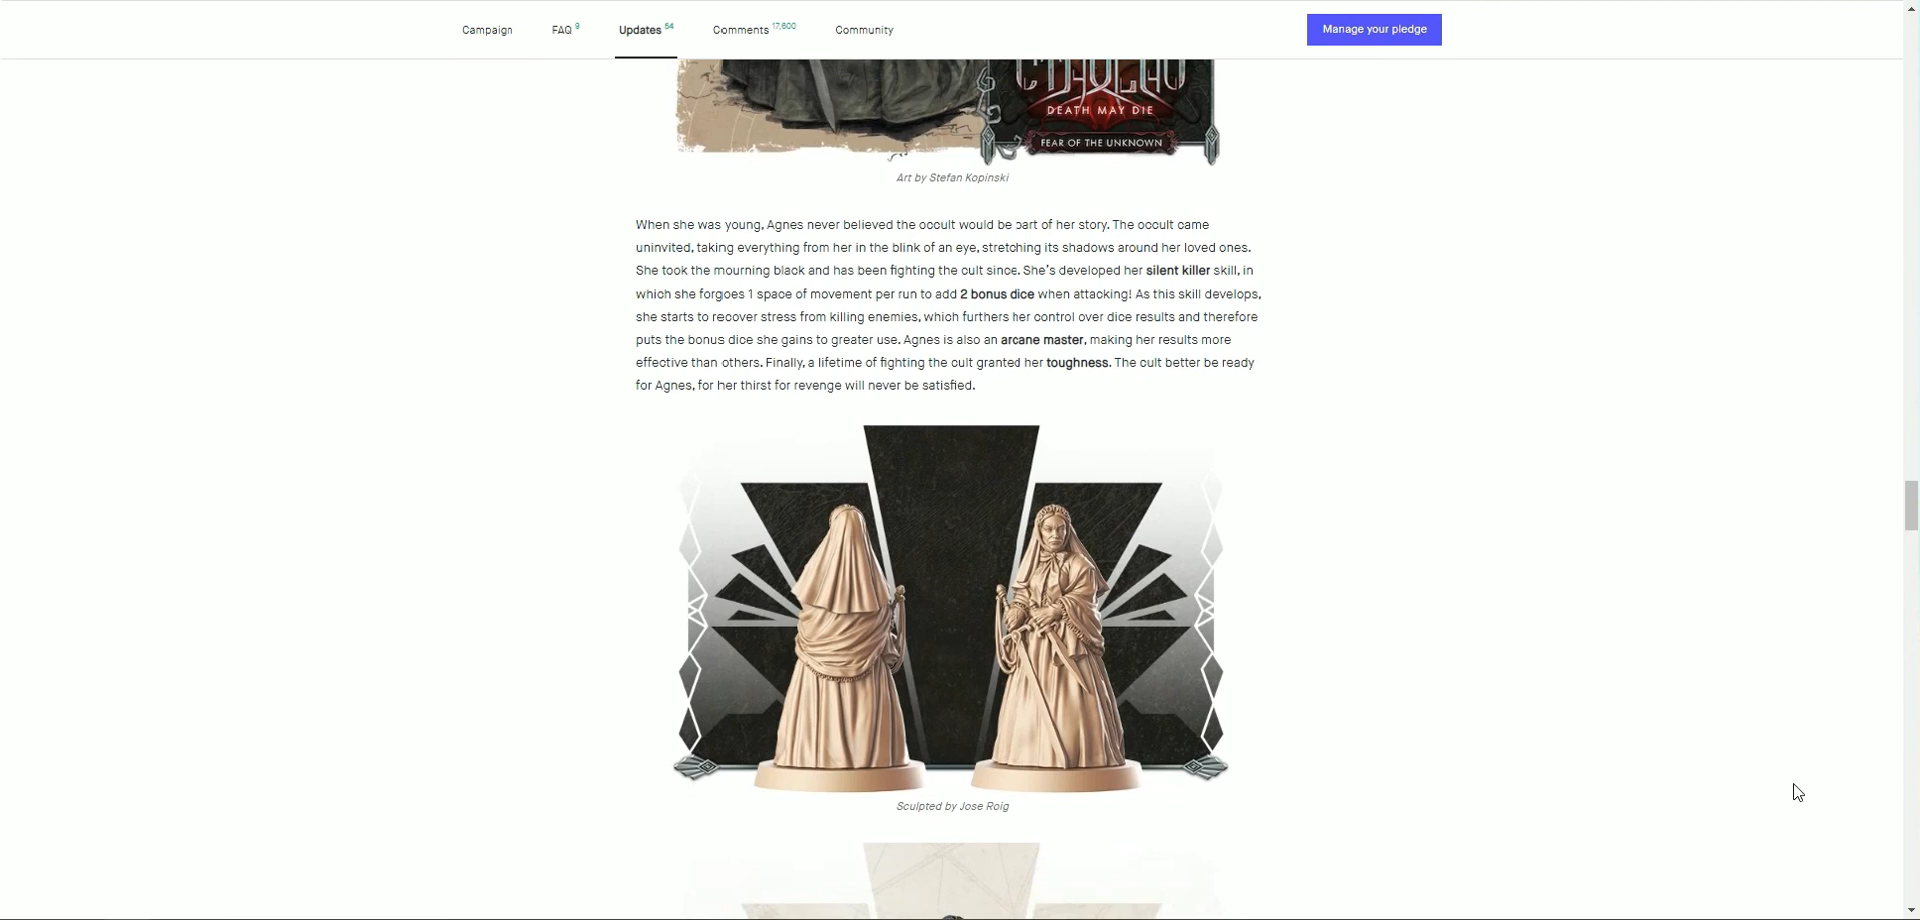 Campaign FAQ 9 Updates 54 Comments 17,600 Community Manage your pledge
DEATH MAY DIE
FEAR OF THE UNKNOWN
Art by Stefan Kopinski
When she was young, Agnes never believed the occult would be part of her story. The occult came
uninvited, taking everything from her in the blink of an eye, stretching its shadows around her loved ones.
She took the mourning black and has been fighting the cult since. She's developed her silent killer skill, in
which she forgoes 1 space of movement per run to add 2 bonus dice when attacking! As this skill develops,
she starts to recover stress from killing enemies, which furthers her control over dice results and therefore
puts the bonus dice she gains to greater use. Agnes is also an arcane master, making her results more
effective than others. Finally, a lifetime of fighting the cult granted her toughness. The cult better be ready
for Agnes, for her thirst for revenge will never be satisfied.
Sculpted by Jose Roig